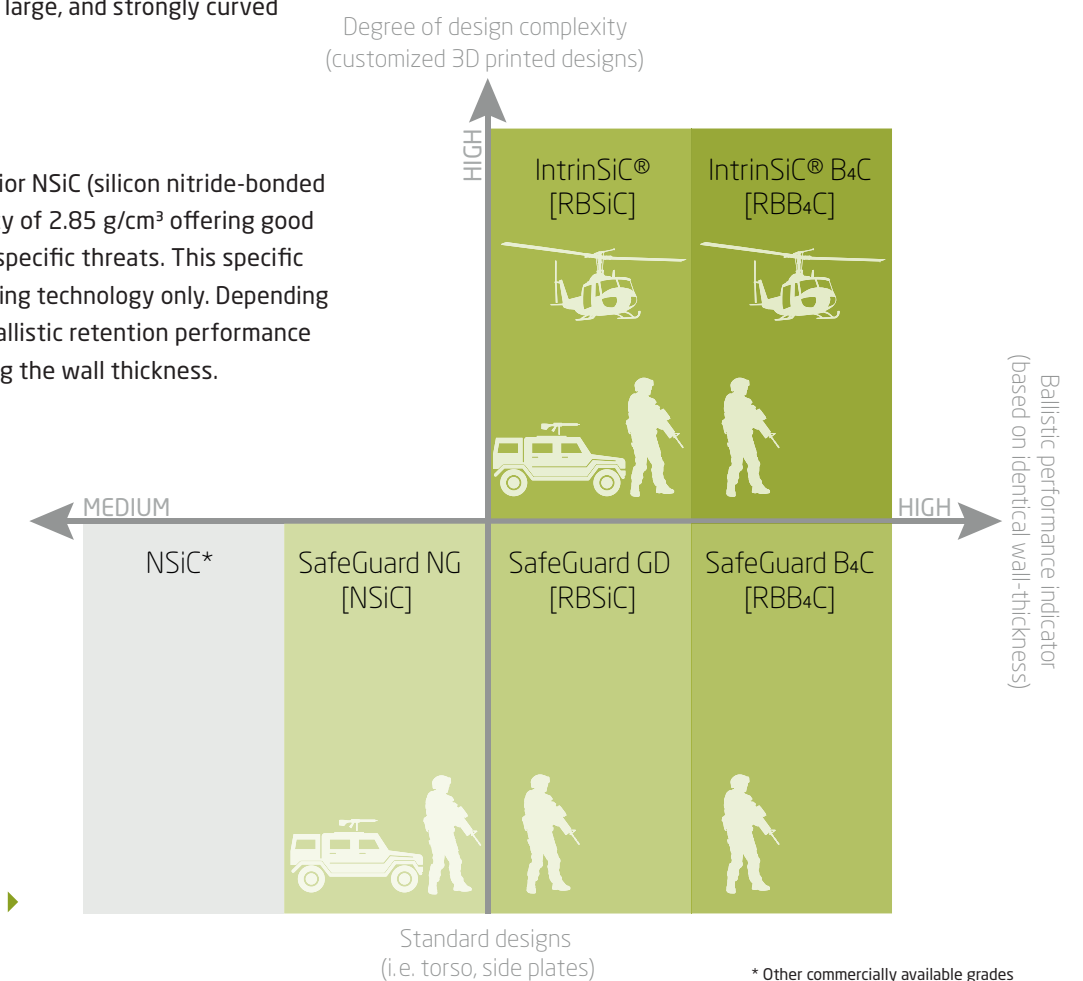 large, and strongly curved
Degree of design complexity
(customized 3D printed designs)
HIGH
ior NSiC (silicon nitride-bonded
y of 2.85 g/cm³ offering good
specific threats. This specific
ing technology only. Depending
allistic retention performance
g the wall thickness.
IntrinSiC®
[RBSiC]
IntrinSiC® B₄C
[RBB₄C]
MEDIUM
HIGH
Ballistic performance indicator
(based on identical wall-thickness)
NSiC*
SafeGuard NG
[NSiC]
SafeGuard GD
[RBSiC]
SafeGuard B₄C
[RBB₄C]
Standard designs
(i.e. torso, side plates)
* Other commercially available grades